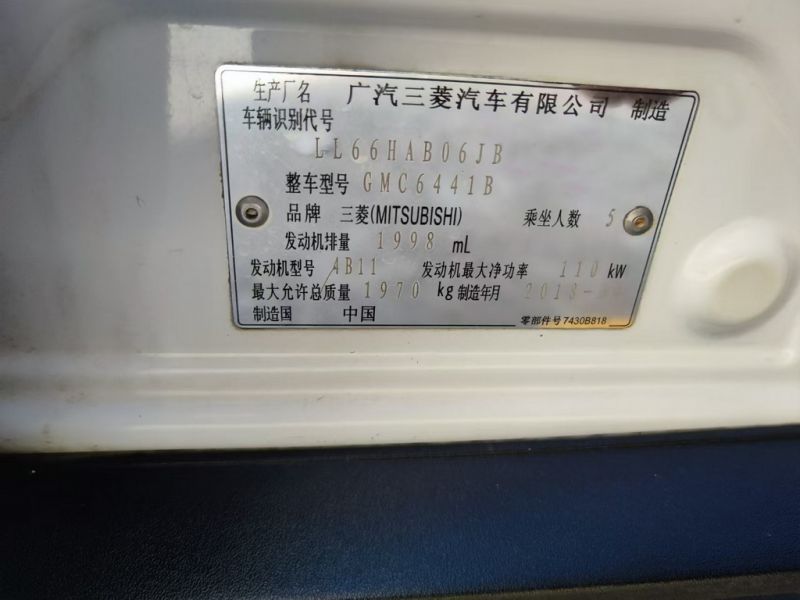 生产厂名 广汽三菱汽车有限公司 制造
车辆识别代号
LL66HAB06JB
整车型号 GMC6441B
品牌 三菱(MITSUBISHI) 乘坐人数 5
发动机排量 1998 mL
发动机型号 4B11 发动机最大净功率 110 kW
最大允许总质量 1970 kg 制造年月 2018-
制造国 中国 零部件号 7430B818